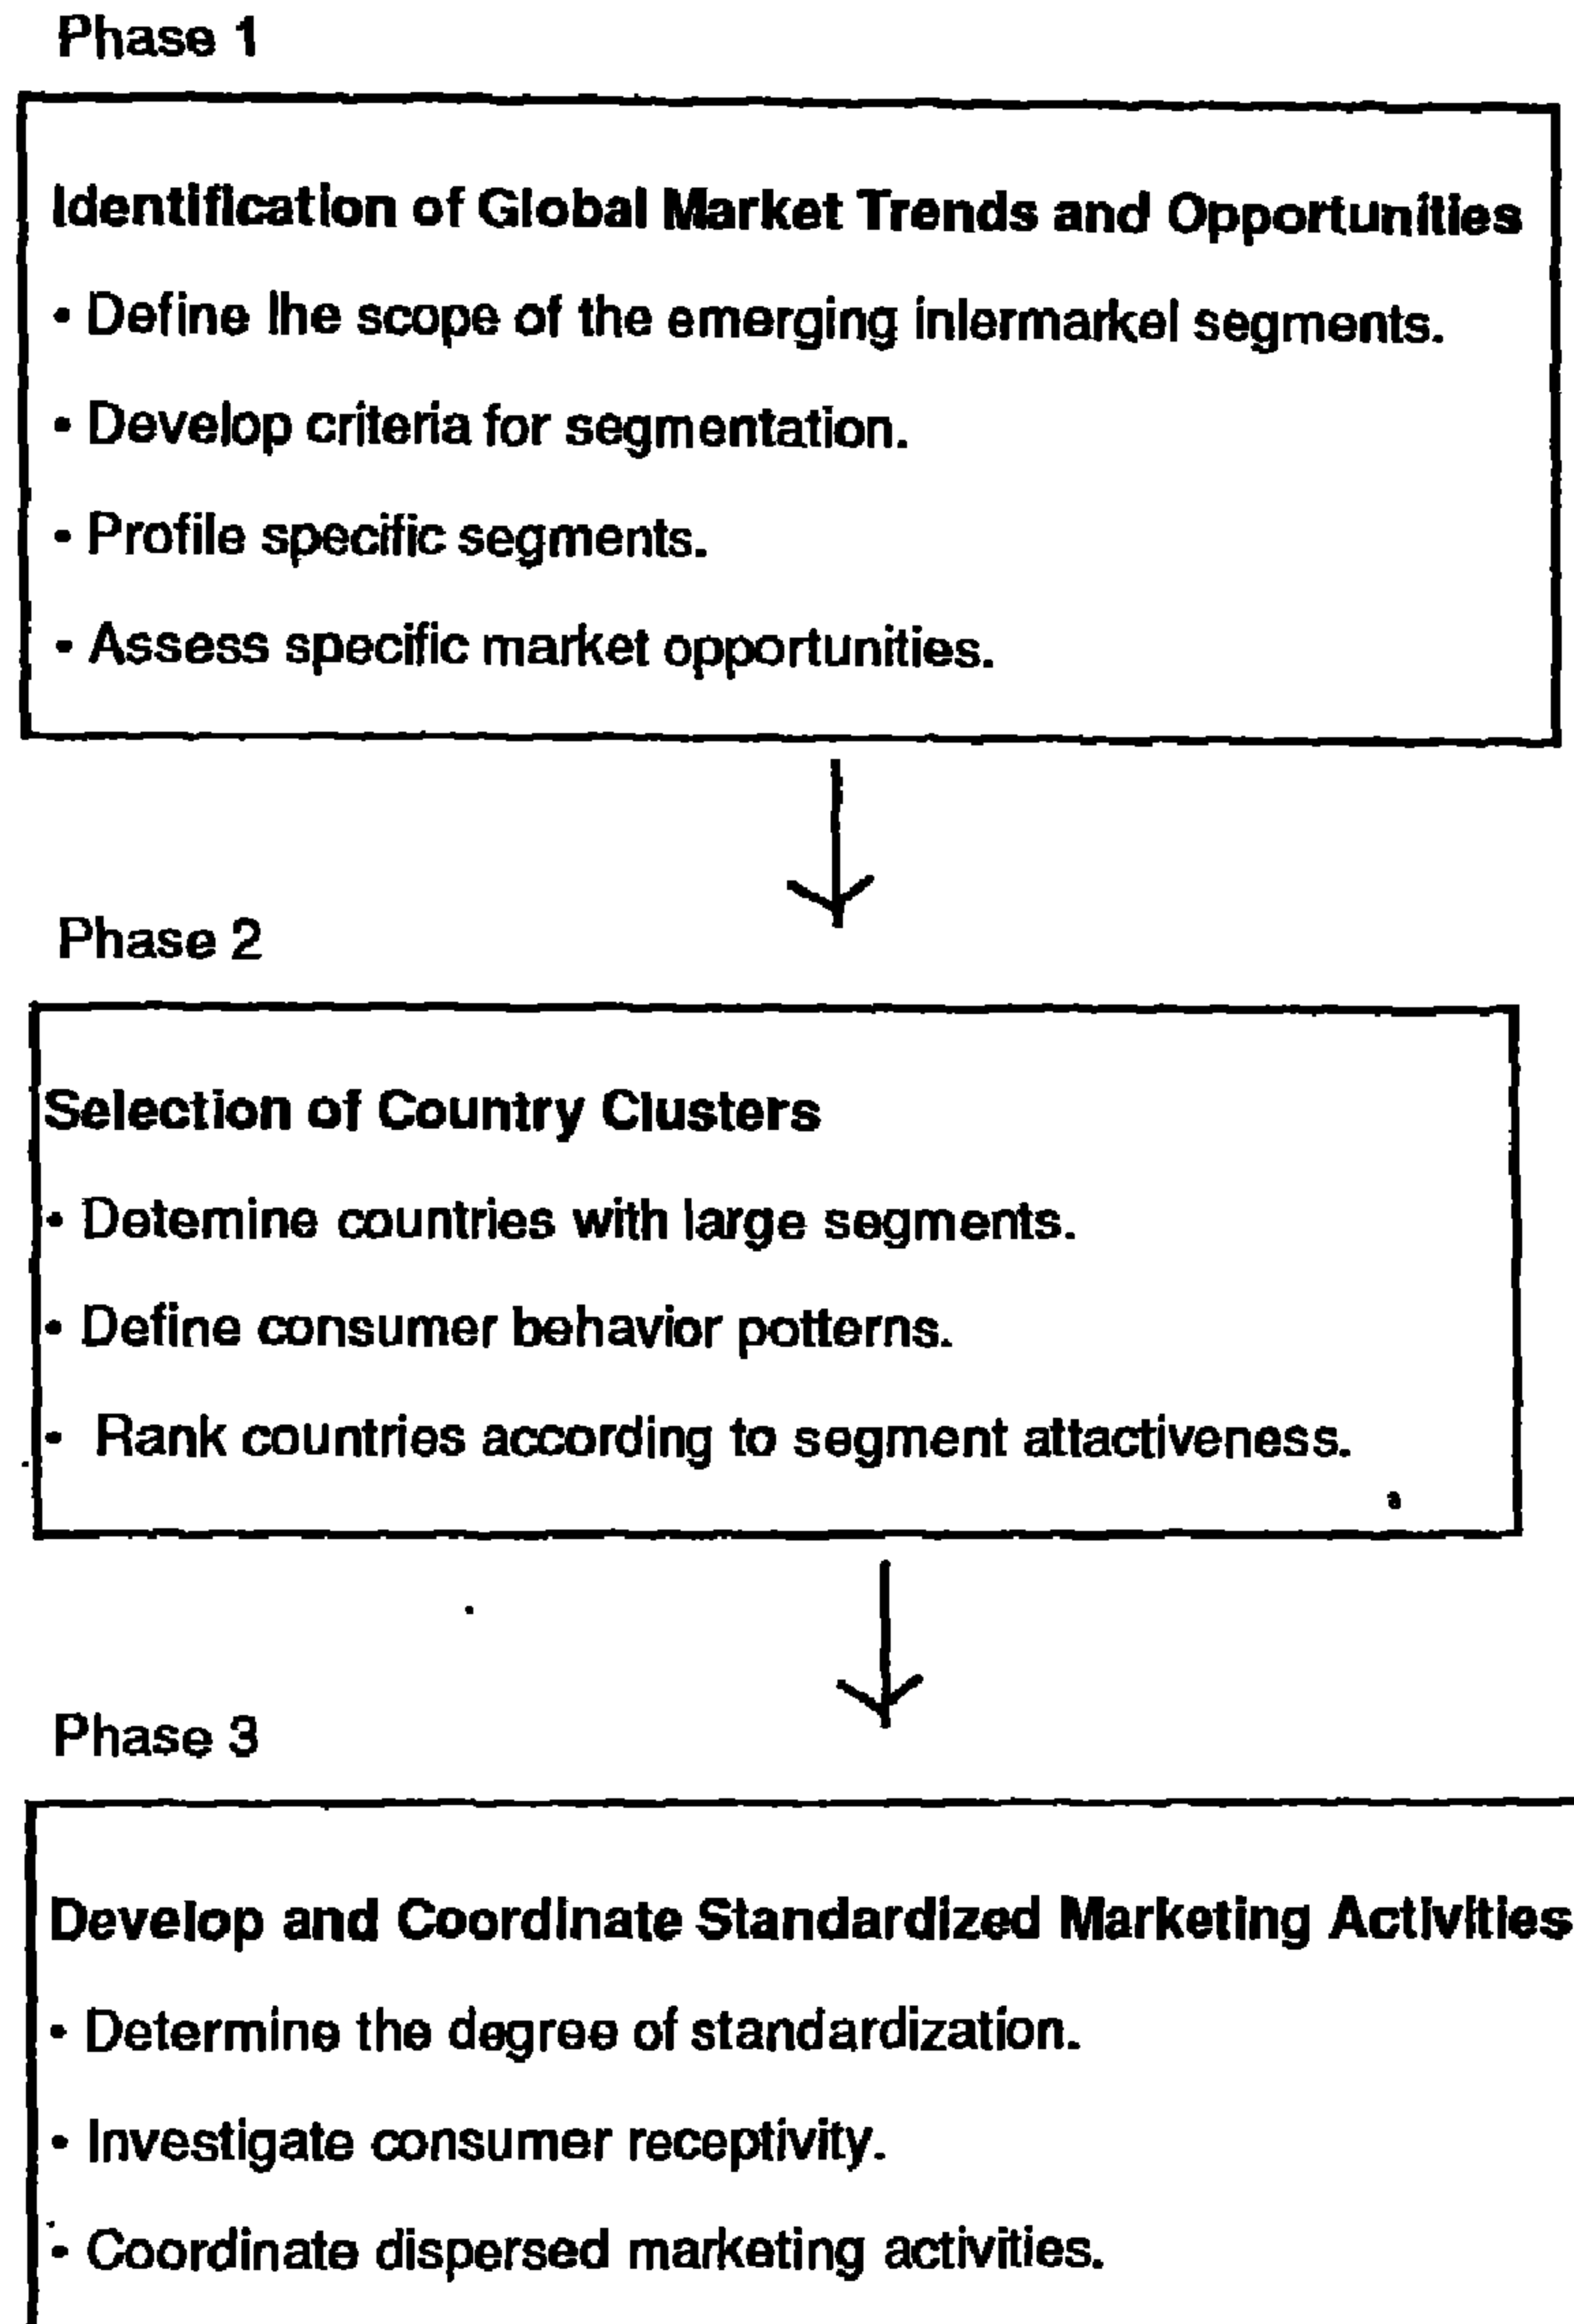 Phase 1
Identification of Global Market Trends and Opportunities
• Define lhe scope of the emerging inlermarkel segments.
• Develop criteria for segmentation.
• Profile specific segments.
• Assess specific market opportunities.
Phase 2
Selection of Country Clusters
• Detemine countries with large segments.
• Define consumer behavior potterns.
• Rank countries according to segment attactiveness.
Phase 3
Develop and Coordinate Standardized Marketing Activities
• Determine the degree of standardization.
• Investigate consumer receptivity.
• Coordinate dispersed marketing activities.